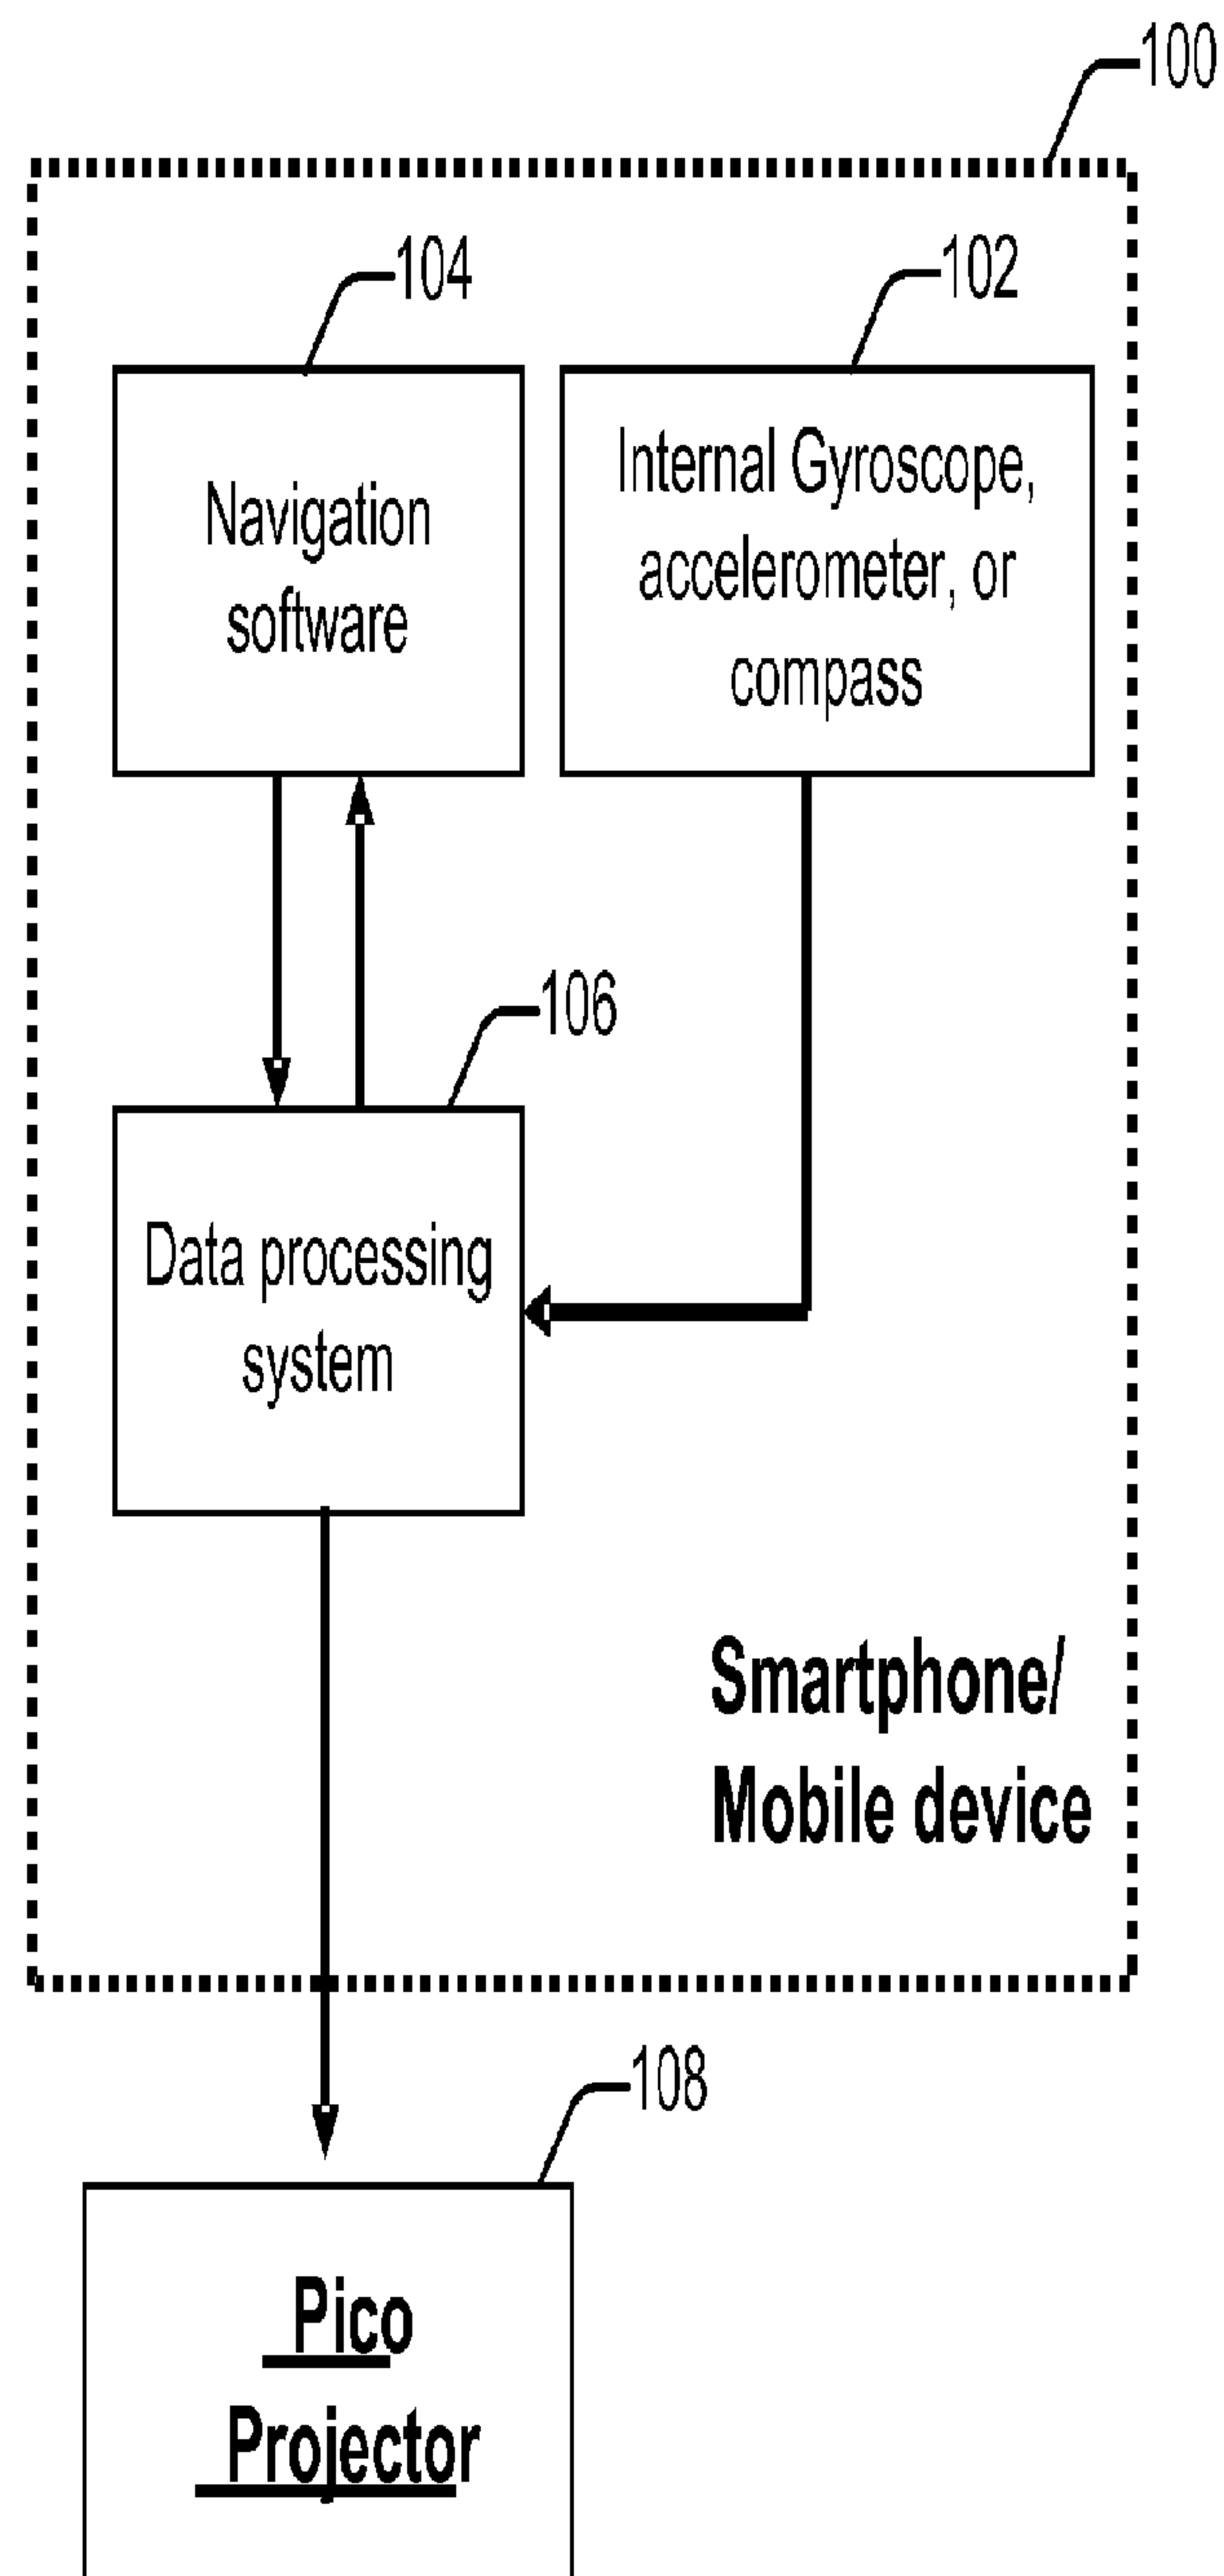 100
104
102
Navigation
software
Internal Gyroscope,
accelerometer, or
compass
106
Data processing
system
Smartphone/
Mobile device
108
Pico
Projector